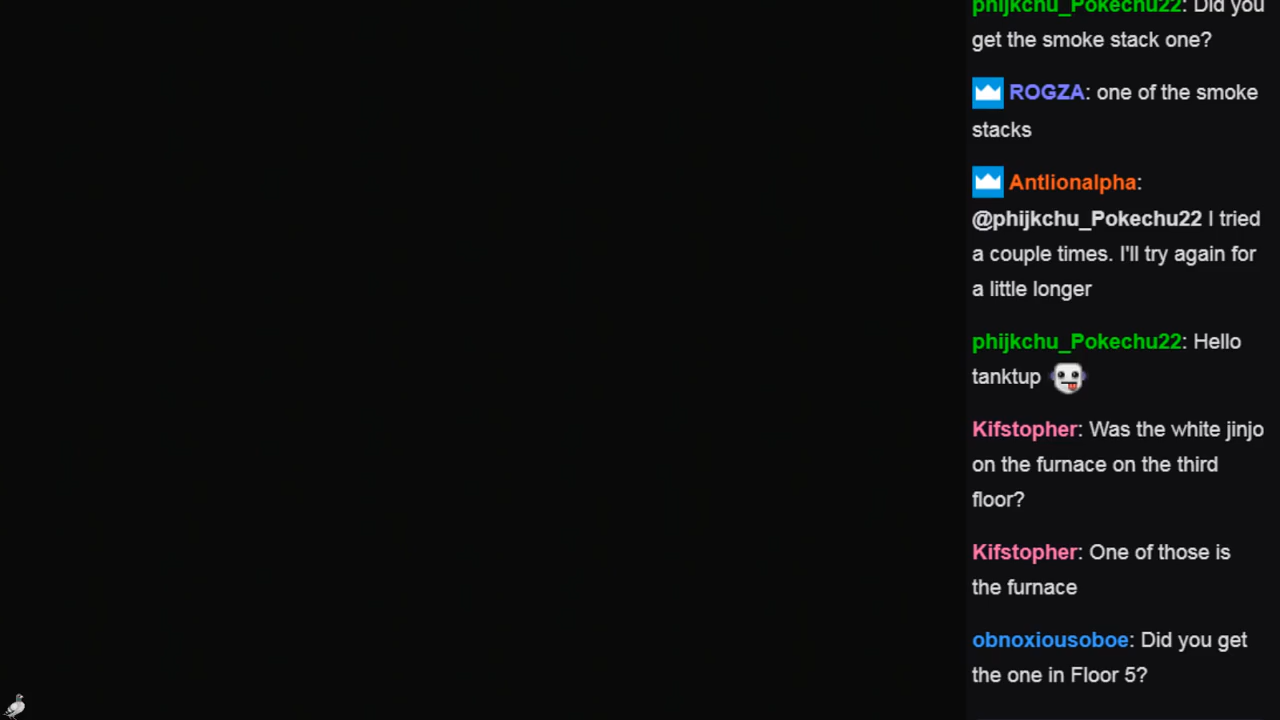 phijkchu_Pokechu22: Did you
get the smoke stack one?
ROGZA: one of the smoke
stacks
Antlionalpha:
@phijkchu_Pokechu22 I tried
a couple times. I'll try again for
a little longer
phijkchu_Pokechu22: Hello
tanktup
Kifstopher: Was the white jinjo
on the furnace on the third
floor?
Kifstopher: One of those is
the furnace
obnoxiousoboe: Did you get
the one in Floor 5?